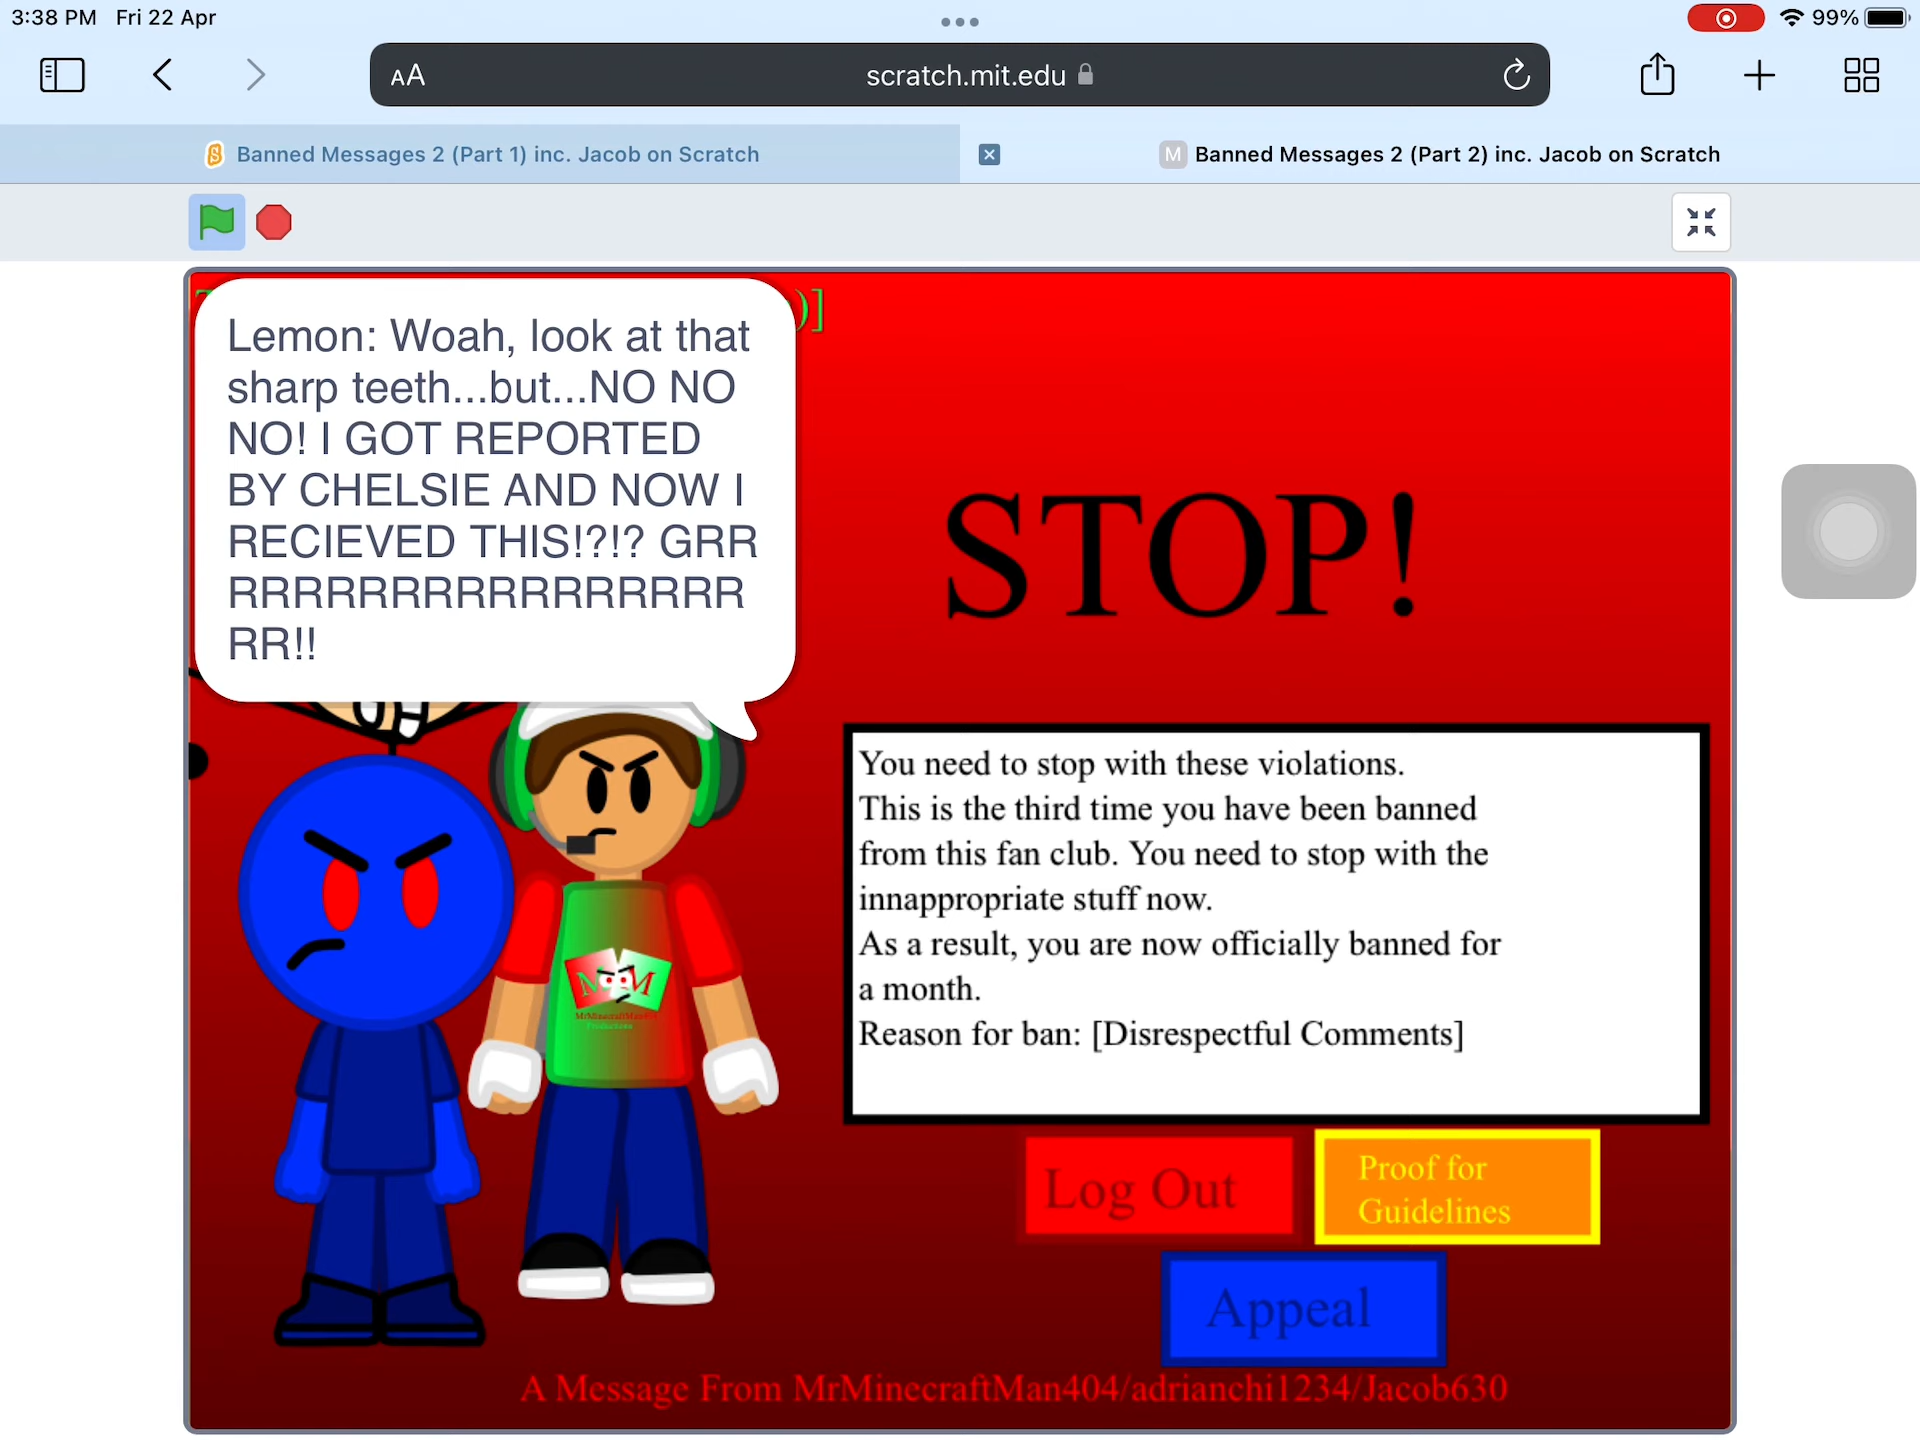 3:38 PM Fri 22 Apr
99%
AA scratch.mit.edu
Banned Messages 2 (Part 1) inc. Jacob on Scratch
M Banned Messages 2 (Part 2) inc. Jacob on Scratch
)]
Lemon: Woah, look at that
sharp teeth...but...NO NO
NO! I GOT REPORTED
BY CHELSIE AND NOW I
RECIEVED THIS!?!? GRR
RRRRRRRRRRRRRRRR
RR!!
STOP!
You need to stop with these violations.
This is the third time you have been banned
from this fan club. You need to stop with the
innappropriate stuff now.
As a result, you are now officially banned for
a month.
Reason for ban: [Disrespectful Comments]
Productions
Log Out
Proof for
Guidelines
Appeal
A Message From MrMinecraftMan404/adrianchi1234/Jacob630